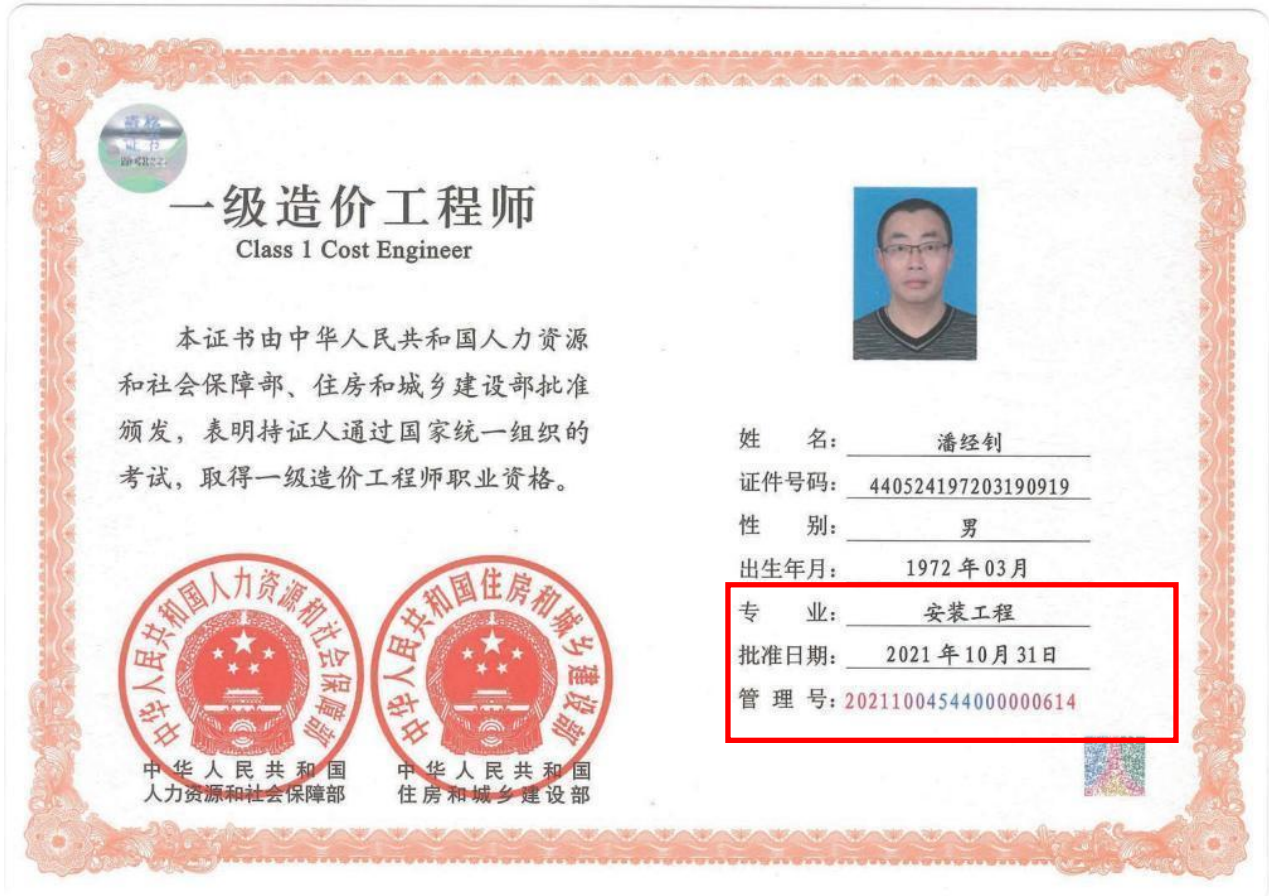 一级造价工程师
Class 1 Cost Engineer
本证书由中华人民共和国人力资源
和社会保障部、住房和城乡建设部批准
颁发，表明持证人通过国家统一组织的
考试，取得一级造价工程师职业资格。
中华人民共和国人力资源和社会保障部
中华人民共和国
人力资源和社会保障部
中华人民共和国住房和城乡建设部
中华人民共和国
住房和城乡建设部
姓 名： 潘经钊
证件号码： 440524197203190919
性 别： 男
出生年月： 1972年03月
专 业： 安装工程
批准日期： 2021年10月31日
管 理 号：20211004544000000614